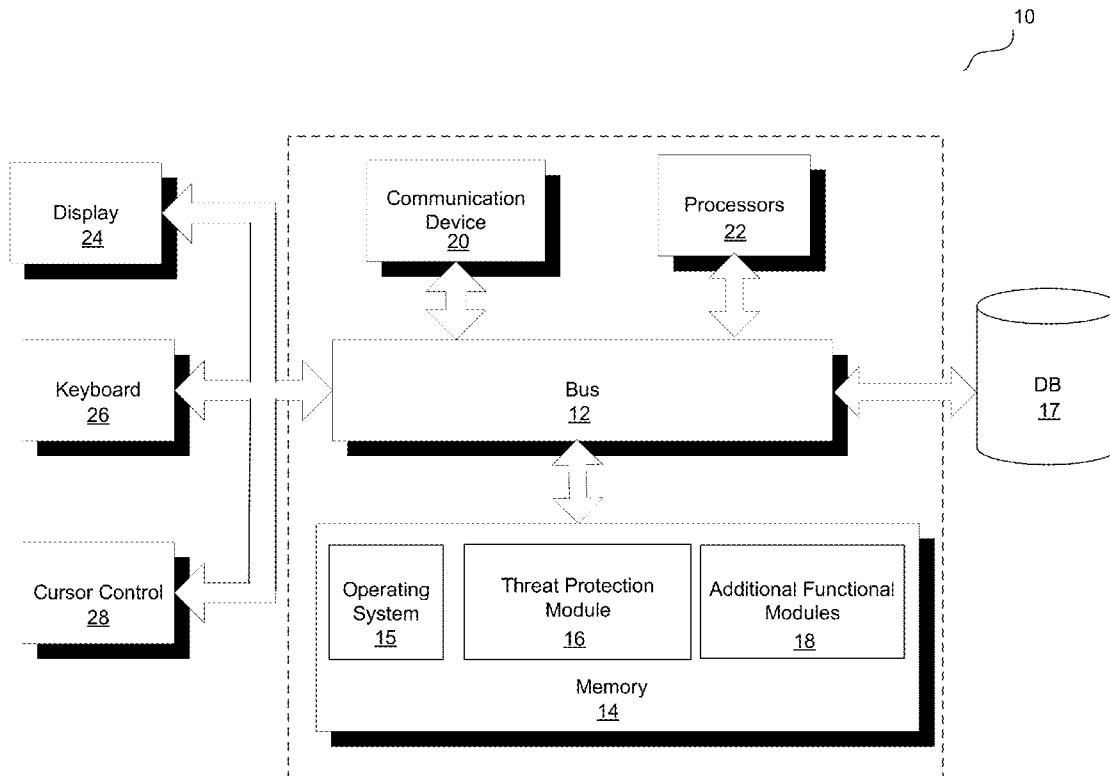 10
Display
24
Communication
Device
20
Processors
22
Keyboard
26
Bus
12
DB
17
Cursor Control
28
Operating
System
15
Threat Protection
Module
16
Additional Functional
Modules
18
Memory
14